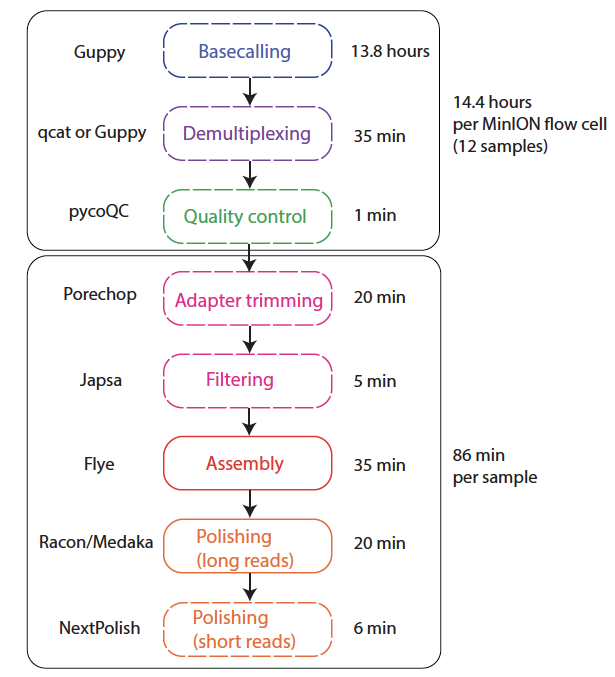 Guppy Basecalling 13.8 hours
14.4 hours
per MinION flow cell
(12 samples)
qcat or Guppy Demultiplexing 35 min
pycoQC Quality control 1 min
Porechop Adapter trimming 20 min
Japsa Filtering 5 min
Flye Assembly 35 min
86 min
per sample
Racon/Medaka Polishing
(long reads) 20 min
NextPolish Polishing
(short reads) 6 min